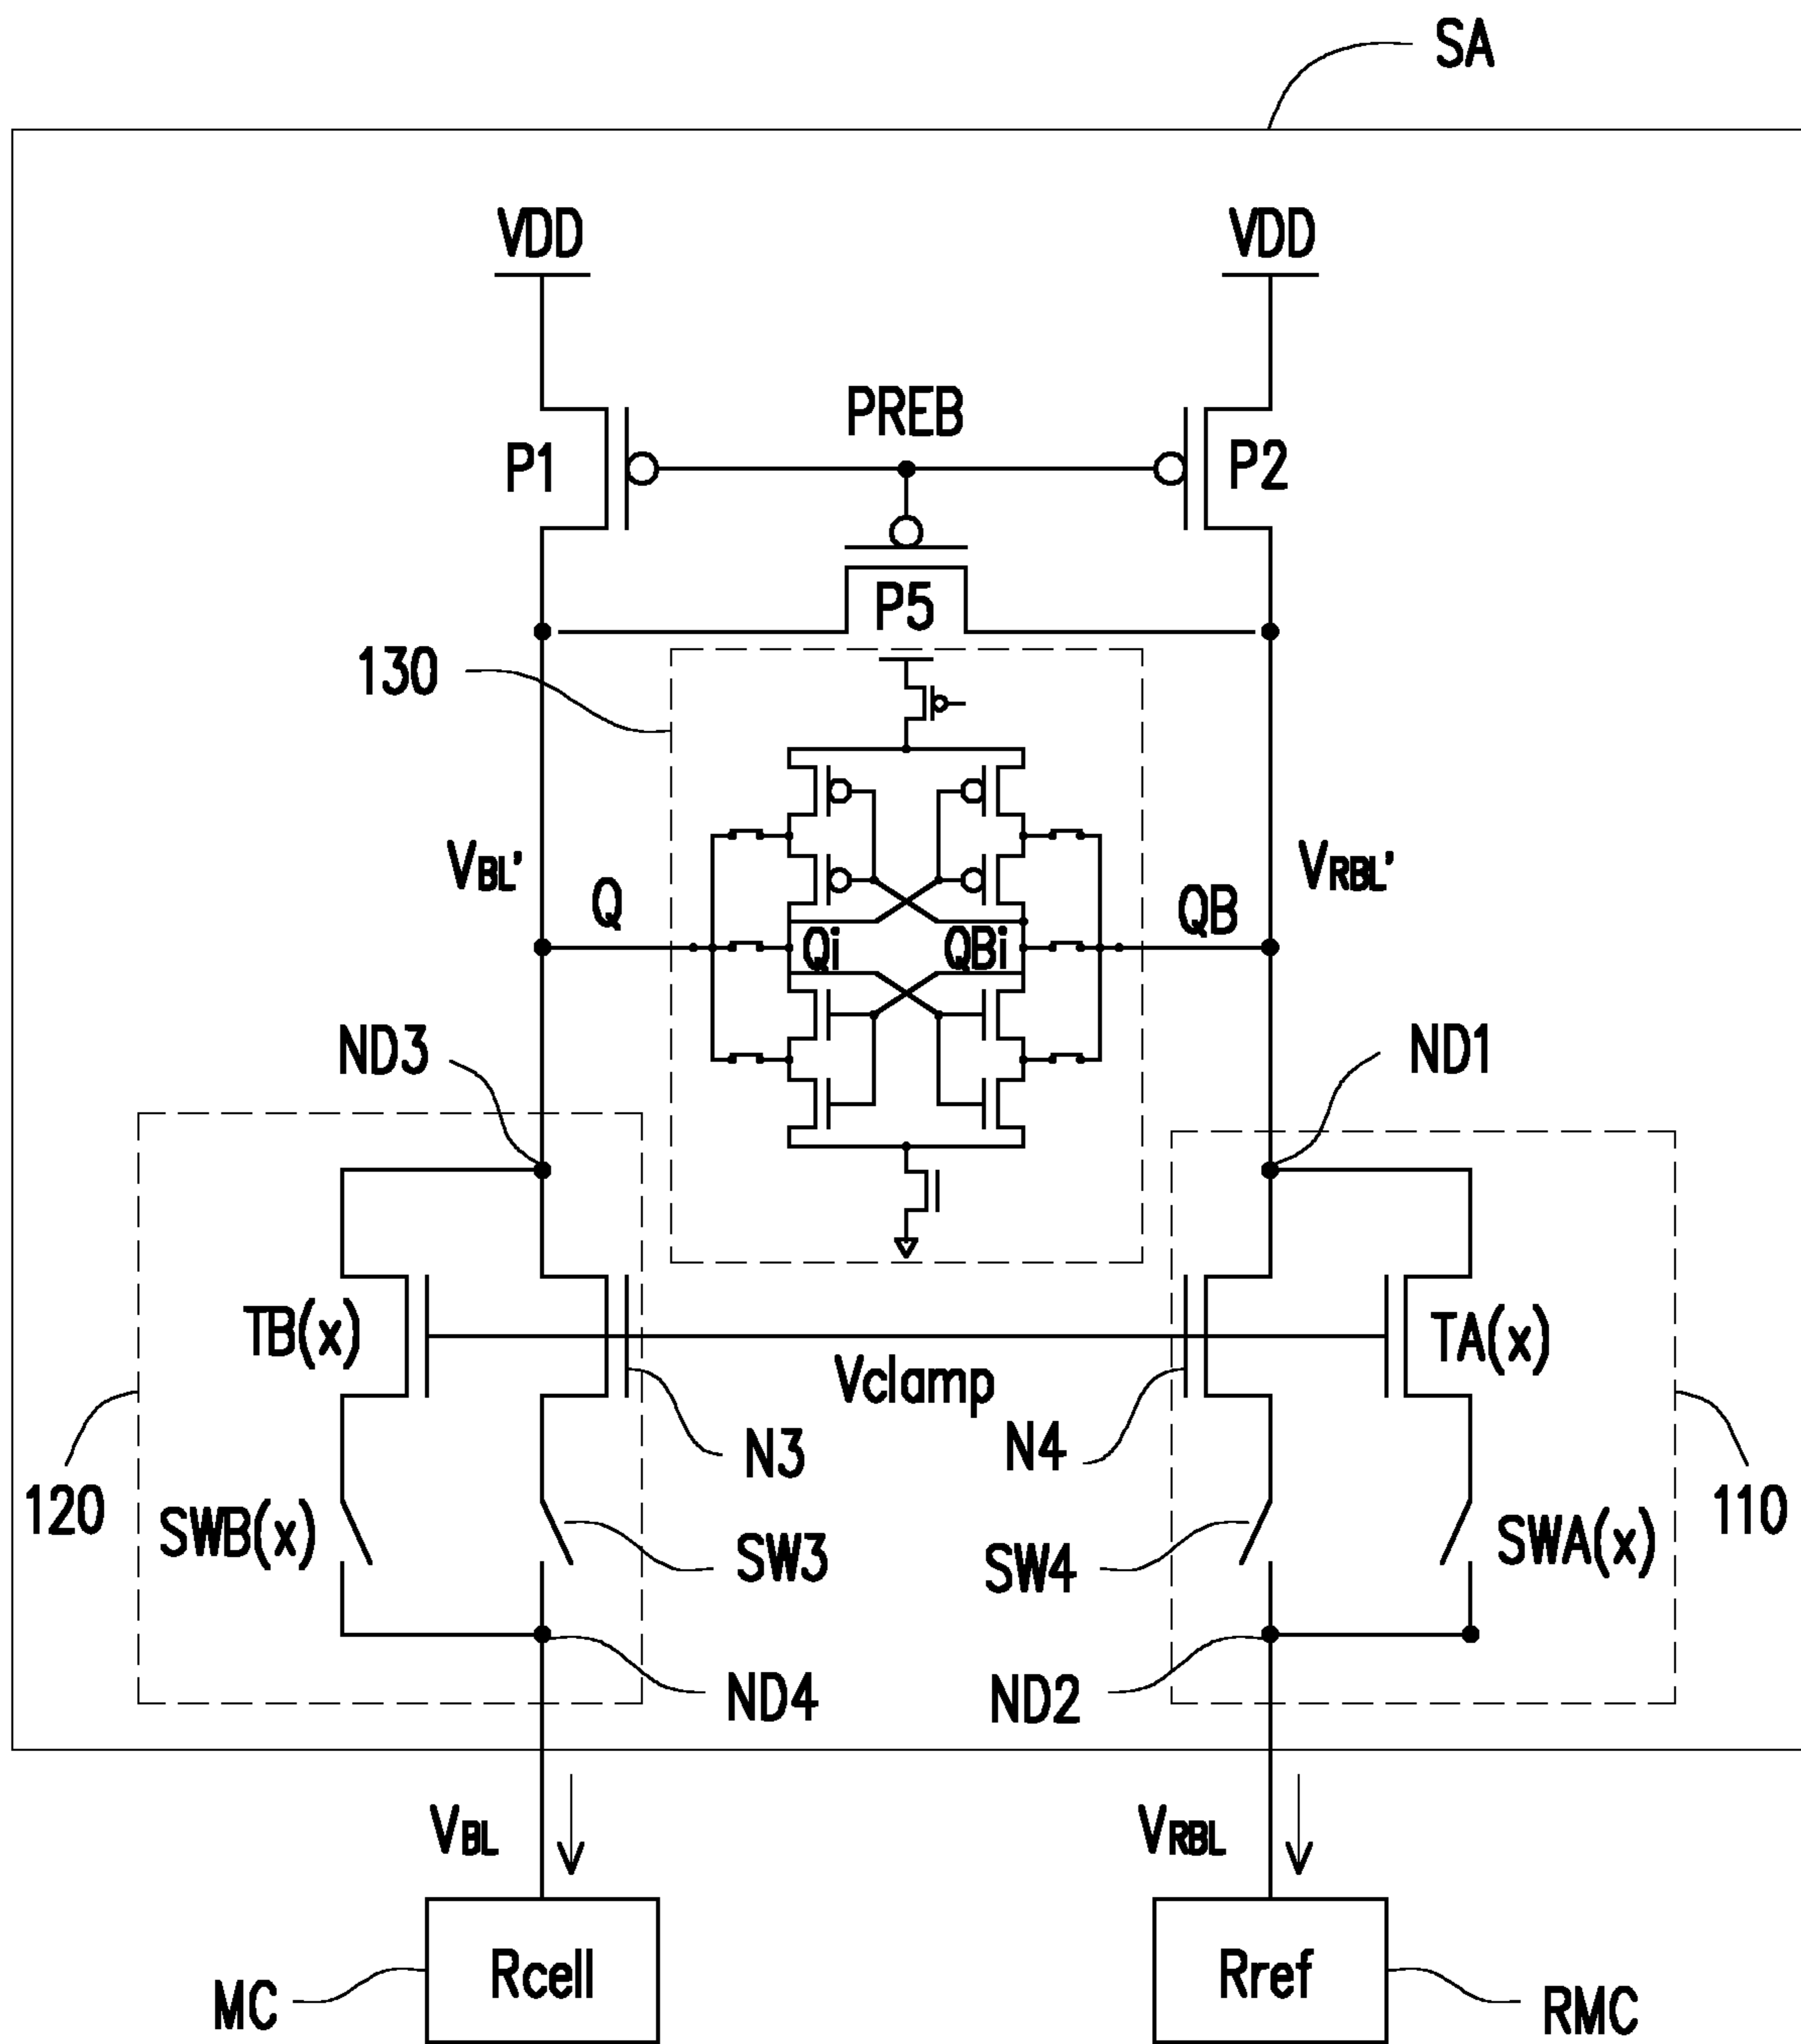 SA
VDD VDD
PREB
P1 P2
P5
130
VBL' VRBL'
Q QB
Qi QBi
ND3 ND1
TB(x) TA(x)
Vclamp
N3 N4
120 110
SWB(x) SW3 SW4 SWA(x)
ND4 ND2
VBL VRBL
Rcell Rref
MC RMC